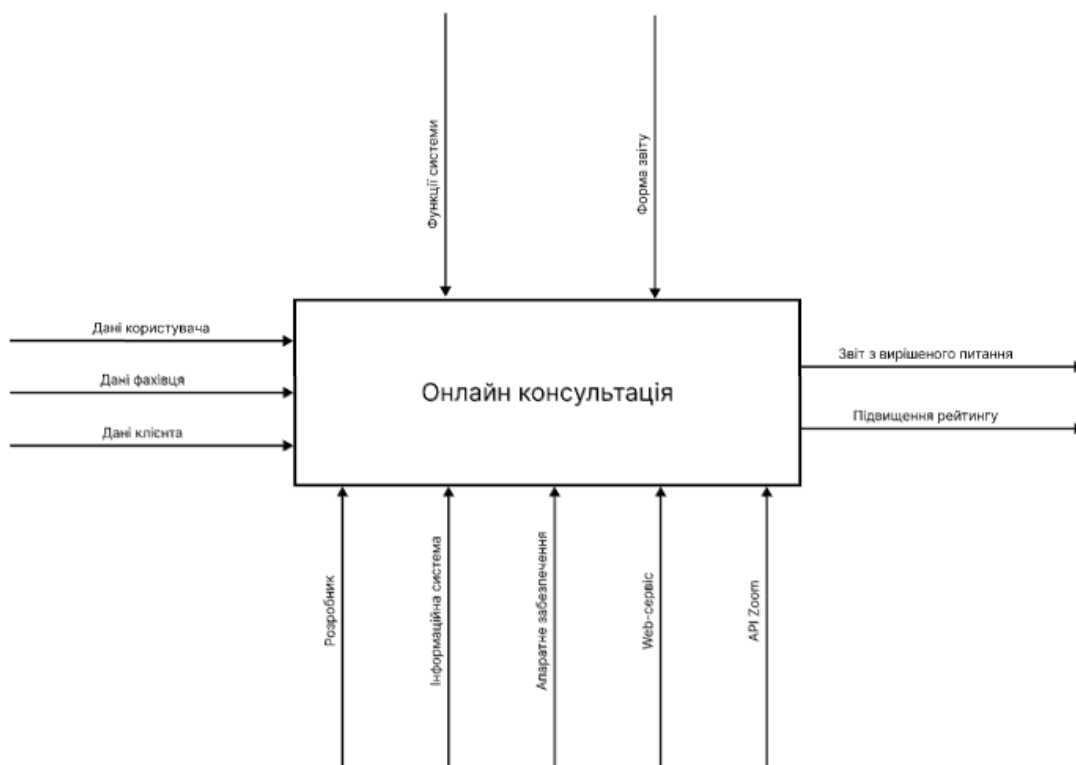 Функції системи
Форма звіту
Дані користувача
Дані фахівця
Дані клієнта
Онлайн консультація
Звіт з вирішеного питання
Підвищення рейтингу
Розробник
Інформаційна система
Апаратне забезпечення
Web-сервіс
API Zoom